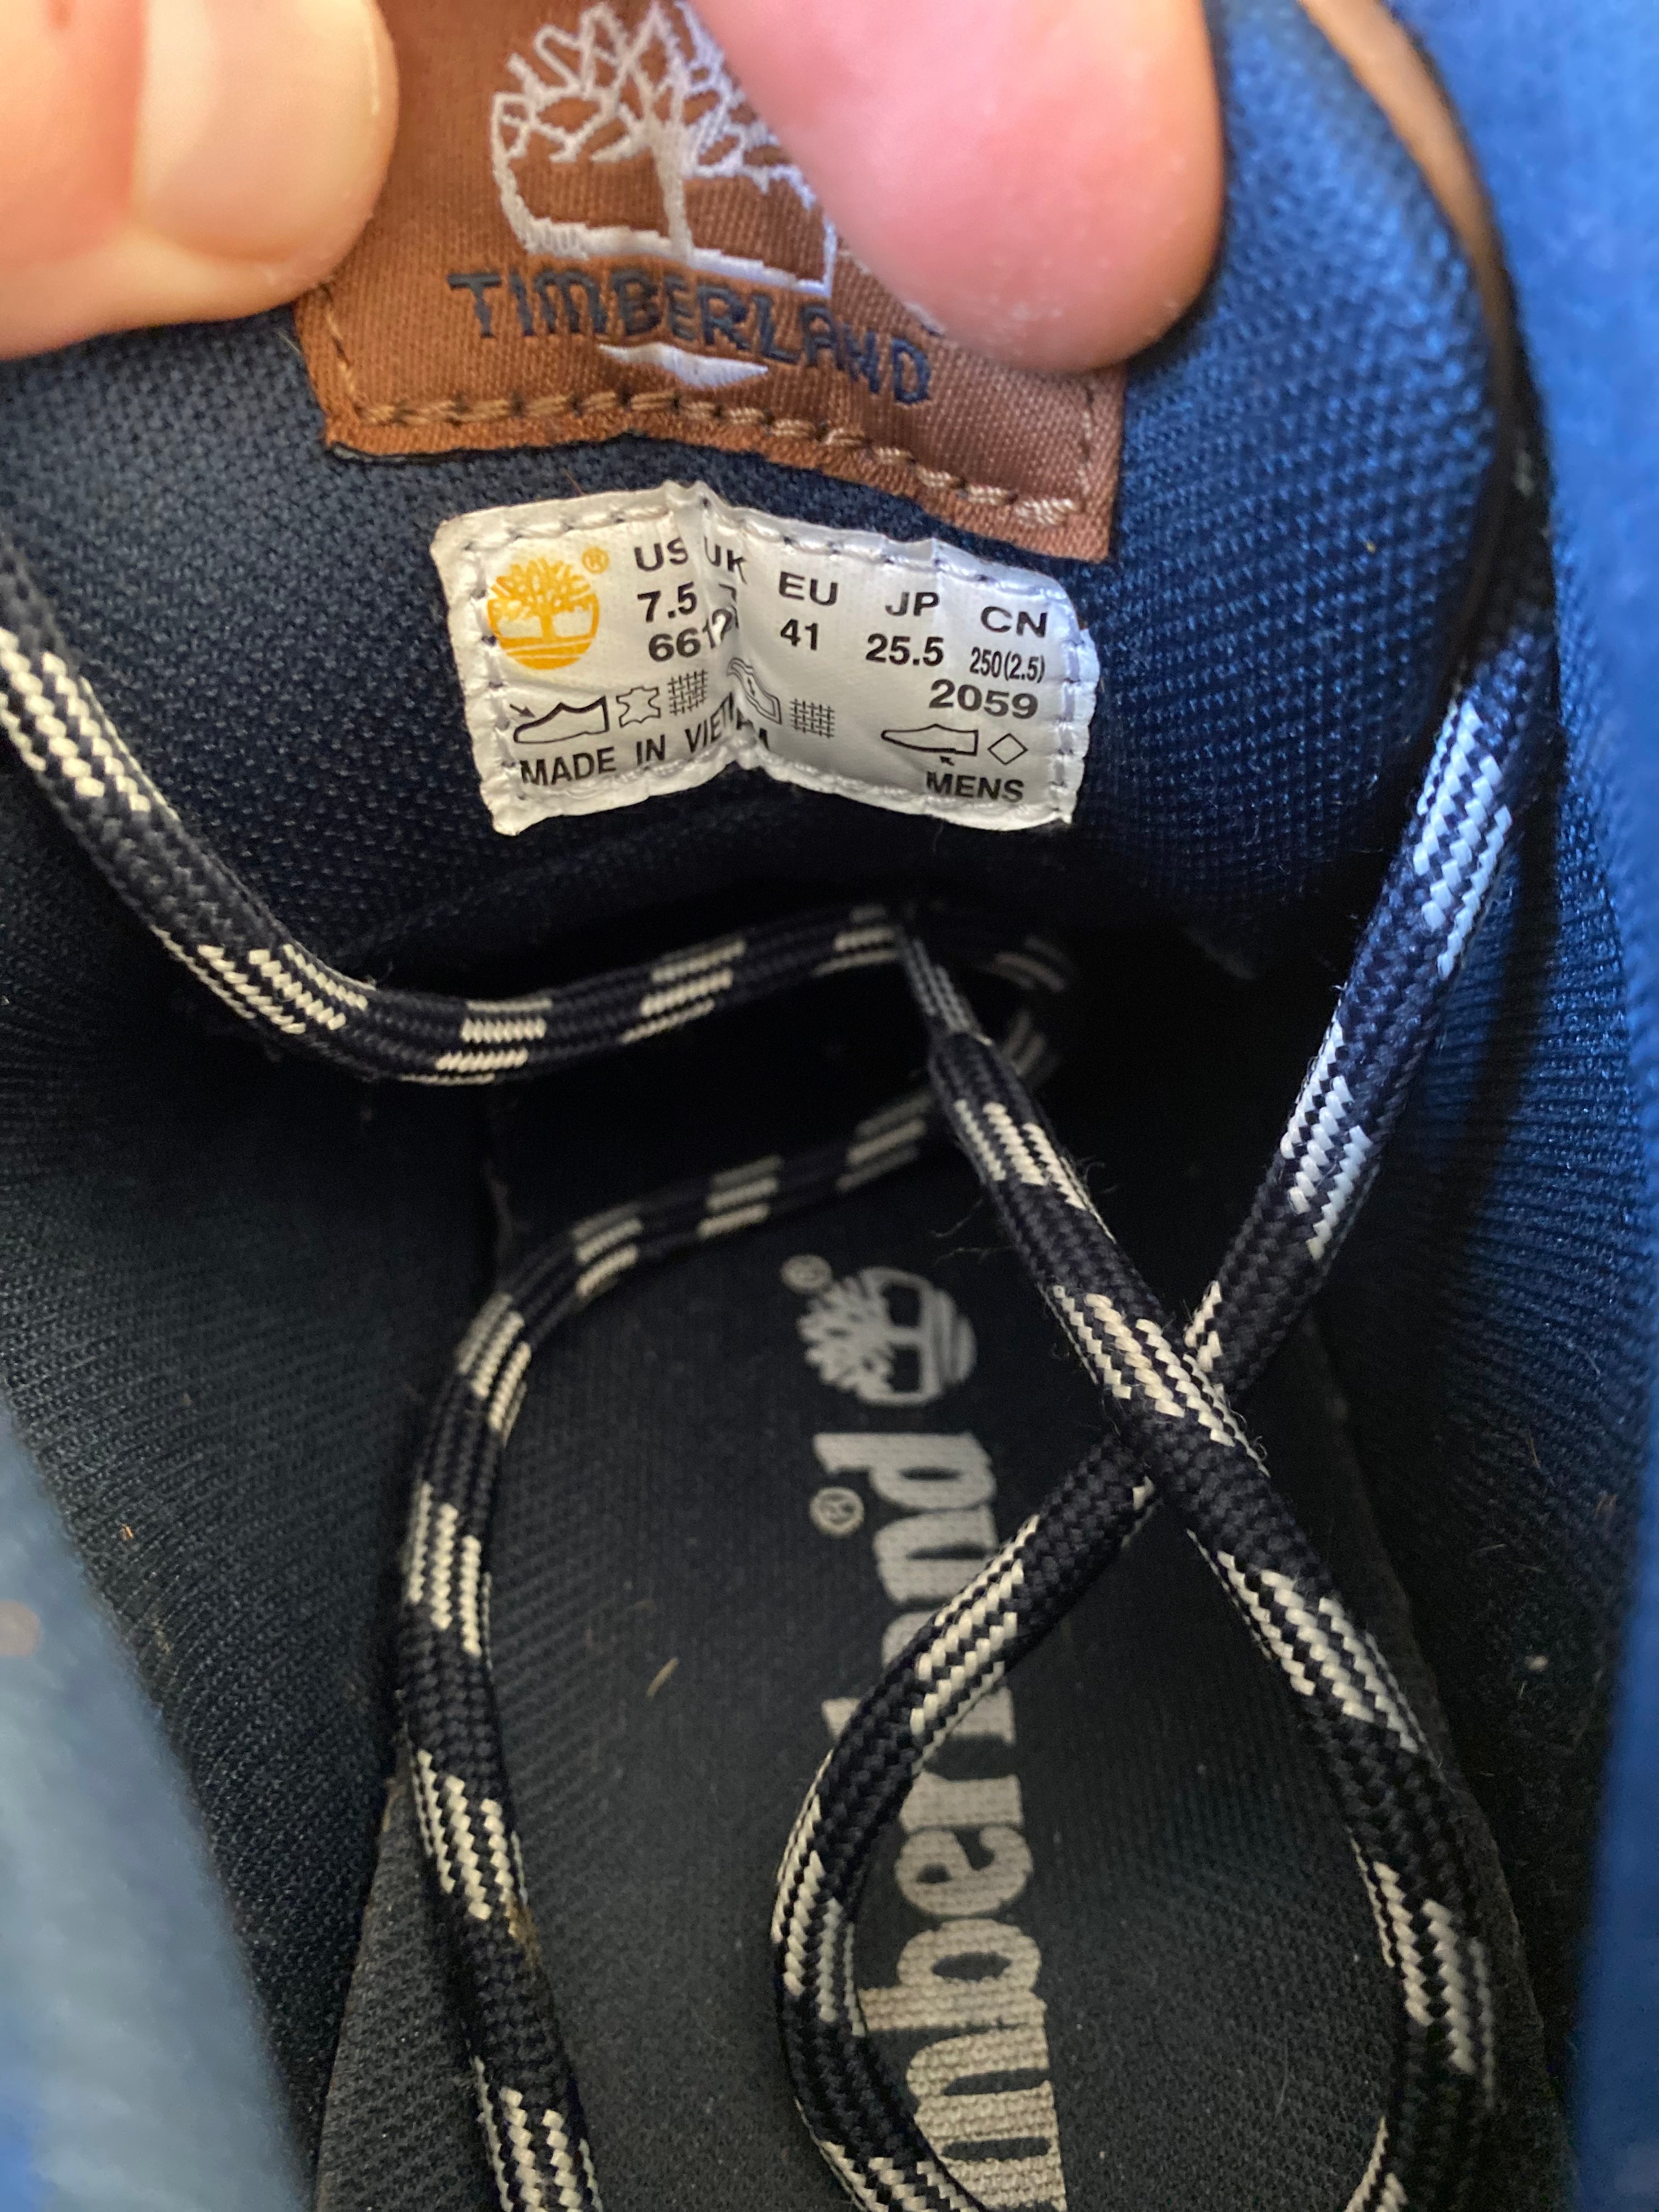 TIMBERLAND
®
US UK EU JP CN
7.5 41 25.5 250(2.5)
2059
MADE IN VIETNAM
MENS
®
Timberland
®